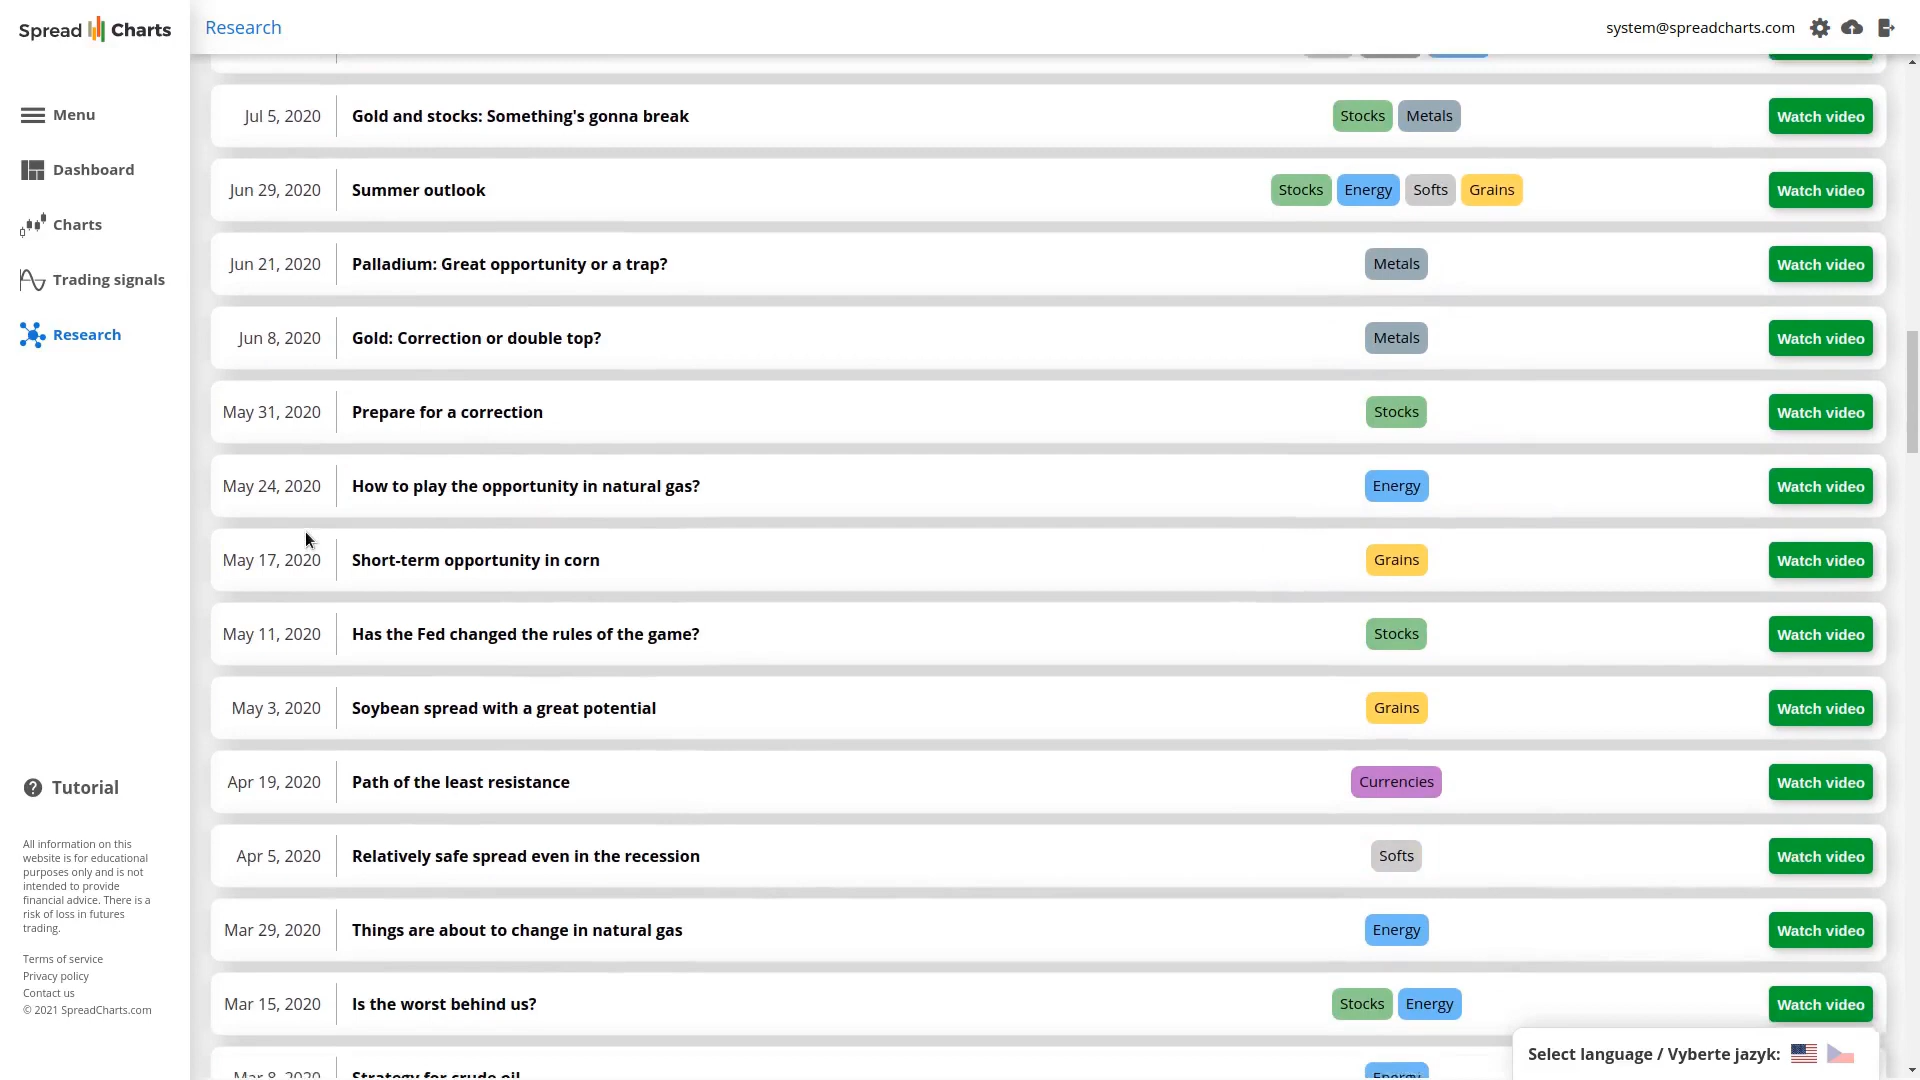 Spread Charts
Research
system@spreadcharts.com
Menu
Dashboard
Charts
Trading signals
Research
Jul 5, 2020 Gold and stocks: Something's gonna break Stocks Metals Watch video
Jun 29, 2020 Summer outlook Stocks Energy Softs Grains Watch video
Jun 21, 2020 Palladium: Great opportunity or a trap? Metals Watch video
Jun 8, 2020 Gold: Correction or double top? Metals Watch video
May 31, 2020 Prepare for a correction Stocks Watch video
May 24, 2020 How to play the opportunity in natural gas? Energy Watch video
May 17, 2020 Short-term opportunity in corn Grains Watch video
May 11, 2020 Has the Fed changed the rules of the game? Stocks Watch video
May 3, 2020 Soybean spread with a great potential Grains Watch video
Apr 19, 2020 Path of the least resistance Currencies Watch video
Apr 5, 2020 Relatively safe spread even in the recession Softs Watch video
Mar 29, 2020 Things are about to change in natural gas Energy Watch video
Mar 15, 2020 Is the worst behind us? Stocks Energy Watch video
Mar 8, 2020 Strategy for crude oil Energy
Tutorial
All information on this
website is for educational
purposes only and is not
intended to provide
financial advice. There is a
risk of loss in futures
trading.
Terms of service
Privacy policy
Contact us
© 2021 SpreadCharts.com
Select language / Vyberte jazyk: